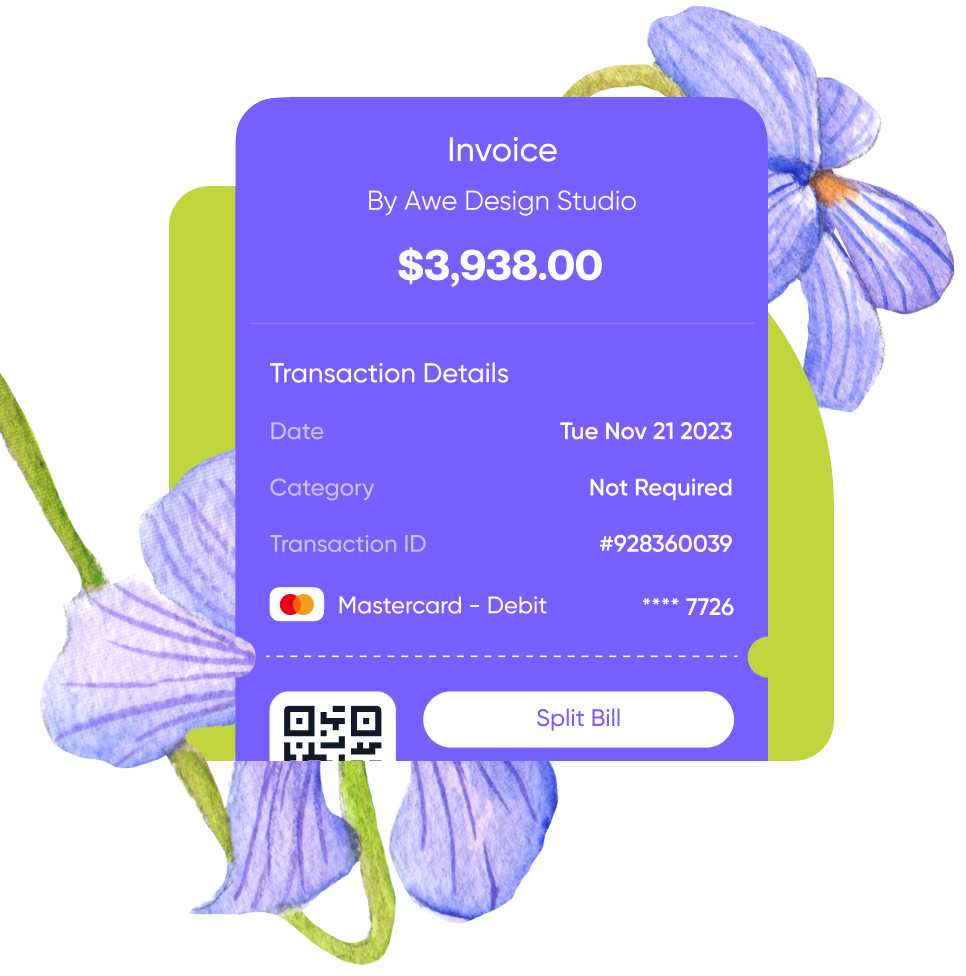 Invoice
By Awe Design Studio
$3,938.00
Transaction Details
Date Tue Nov 21 2023
Category Not Required
Transaction ID #928360039
Mastercard - Debit **** 7726
Split Bill